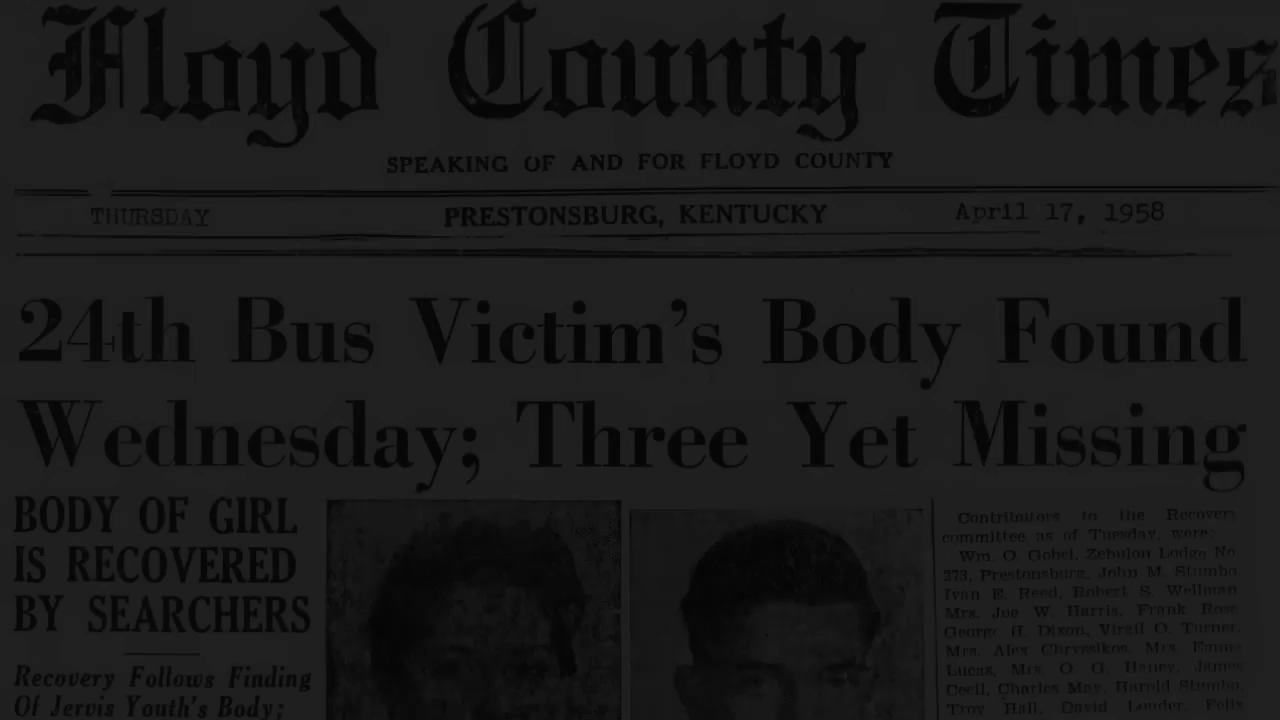 Floyd County Times
SPEAKING OF AND FOR FLOYD COUNTY
THURSDAY PRESTONSBURG, KENTUCKY April 17, 1958
24th Bus Victim's Body Found
Wednesday; Three Yet Missing
BODY OF GIRL
IS RECOVERED
BY SEARCHERS
Recovery Follows Finding
Of Jervis Youth's Body;
Contributors to the Recovery
committee as of Tuesday, were:
Wm. O. Gobel, Zebulon Lodge No
273, Prestonsburg, John M. Stumbo,
Ivan E. Reed, Robert S. Wellman
Mrs. Joe W. Harris, Frank Rose
George H. Dixon, Virgil O. Turner,
Mrs. Alex Chryssikos, Mrs. Emma
Lucas, Mrs. O. G. Haney, James
Cecil, Charles May, Harold Stumbo,
Troy Hall, David Louder, Felix